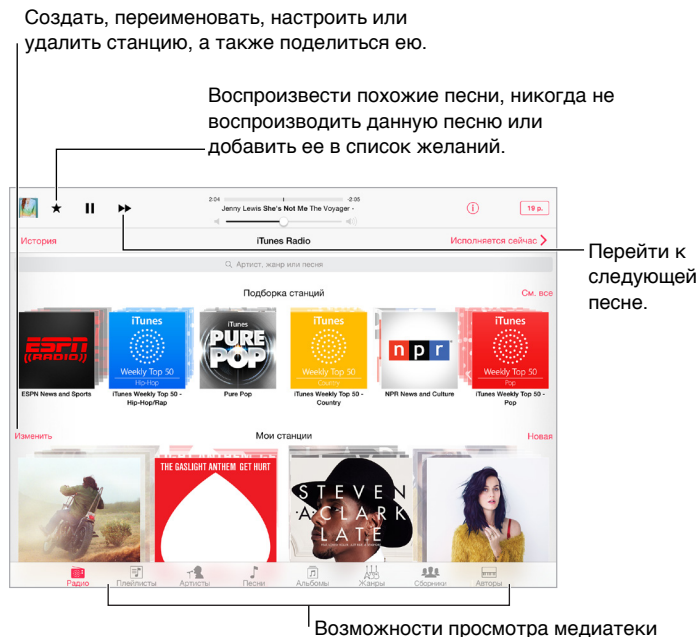 Создать, переименовать, настроить или
удалить станцию, а также поделиться ею.
Воспроизвести похожие песни, никогда не
воспроизводить данную песню или
добавить ее в список желаний.
2:04 -2:05
Jenny Lewis She's Not Me The Voyager -
19 р.
История iTunes Radio Исполняется сейчас
Перейти к
следующей
песне.
Артист, жанр или песня
Подборка станций См. все
ESPN
RADIO
iTunes
Weekly Top 50
Hip-Hop
iTunes
PURE
POP
iTunes
Weekly Top 50
Country
npr
iTunes
Weekly Top 50
Pop
ESPN News and Sports
iTunes Weekly Top 50 -
Hip-Hop/Rap
Pure Pop
iTunes Weekly Top 50 -
Country
NPR News and Culture
iTunes Weekly Top 50 -
Pop
Изменить Мои станции Новая
THE GASLIGHT ANTHEM GET HURT
STEVEN
A CLARK
LATE
Радио Плейлисты Артисты Песни Альбомы Жанры Сборники Авторы
Возможности просмотра медиатеки